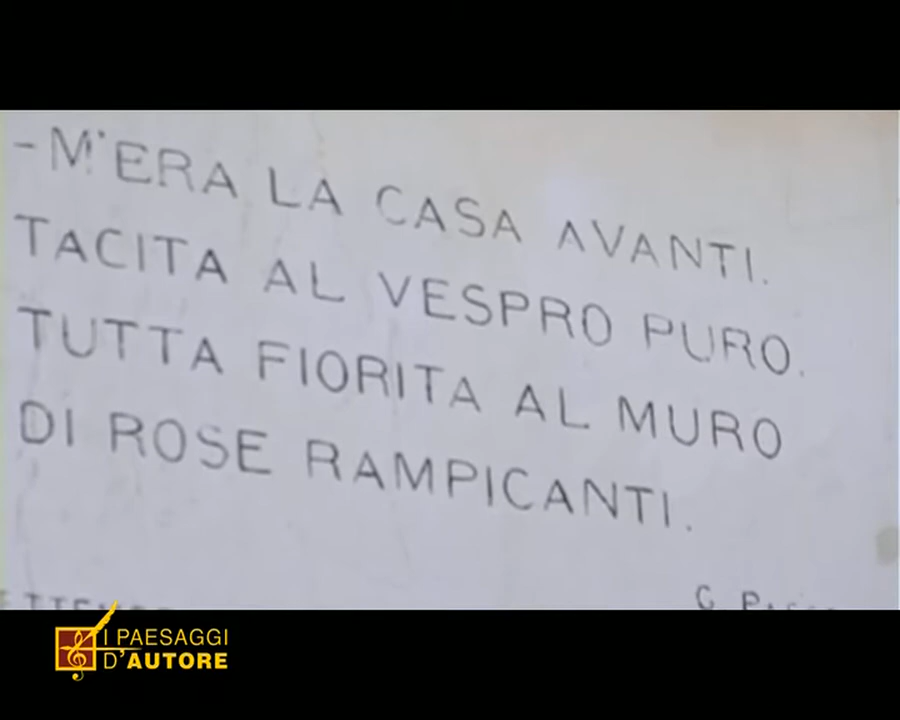 -M'ERA LA CASA AVANTI.
TACITA AL VESPRO PURO.
TUTTA FIORITA AL MURO
DI ROSE RAMPICANTI.
I PAESAGGI
D'AUTORE